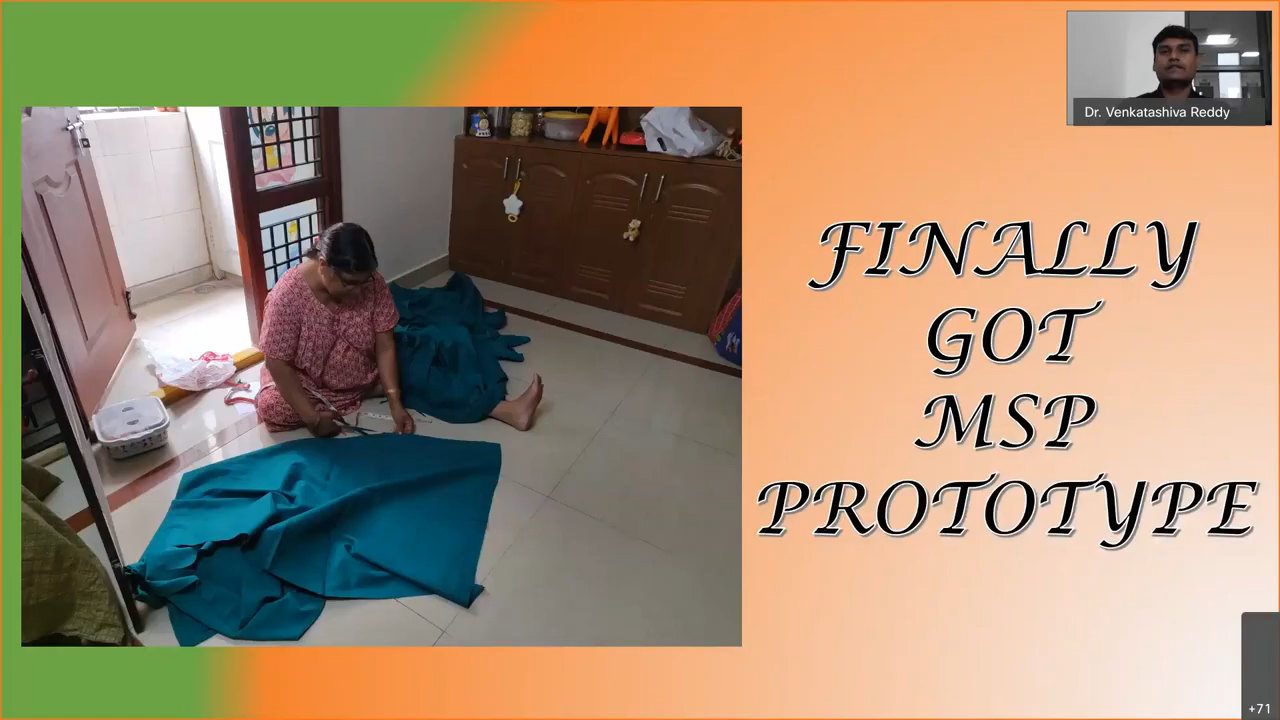 Dr. Venkatashiva Reddy
FINALLY
GOT
MSP
PROTOTYPE
+71